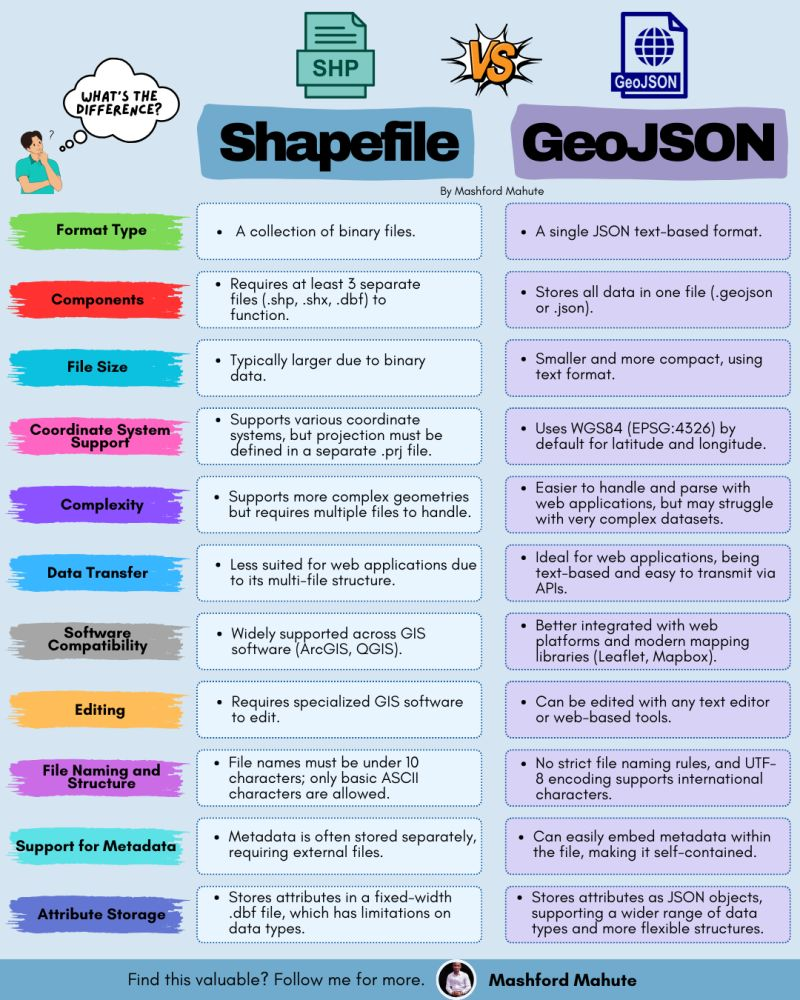 SHP
VS
GeoJSON
WHAT'S THE
DIFFERENCE?
?
Shapefile
GeoJSON
By Mashford Mahute
Format Type
• A collection of binary files.
• A single JSON text-based format.
Components
• Requires at least 3 separate
files (.shp, .shx, .dbf) to
function.
• Stores all data in one file (.geojson
or .json).
File Size
• Typically larger due to binary
data.
• Smaller and more compact, using
text format.
Coordinate System
Support
• Supports various coordinate
systems, but projection must be
defined in a separate .prj file.
• Uses WGS84 (EPSG:4326) by
default for latitude and longitude.
Complexity
• Supports more complex geometries
but requires multiple files to handle.
• Easier to handle and parse with
web applications, but may struggle
with very complex datasets.
Data Transfer
• Less suited for web applications due
to its multi-file structure.
• Ideal for web applications, being
text-based and easy to transmit via
APIs.
Software
Compatibility
• Widely supported across GIS
software (ArcGIS, QGIS).
• Better integrated with web
platforms and modern mapping
libraries (Leaflet, Mapbox).
Editing
• Requires specialized GIS software
to edit.
• Can be edited with any text editor
or web-based tools.
File Naming and
Structure
• File names must be under 10
characters; only basic ASCII
characters are allowed.
• No strict file naming rules, and UTF-
8 encoding supports international
characters.
Support for Metadata
• Metadata is often stored separately,
requiring external files.
• Can easily embed metadata within
the file, making it self-contained.
Attribute Storage
• Stores attributes in a fixed-width
.dbf file, which has limitations on
data types.
• Stores attributes as JSON objects,
supporting a wider range of data
types and more flexible structures.
Find this valuable? Follow me for more.
Mashford Mahute